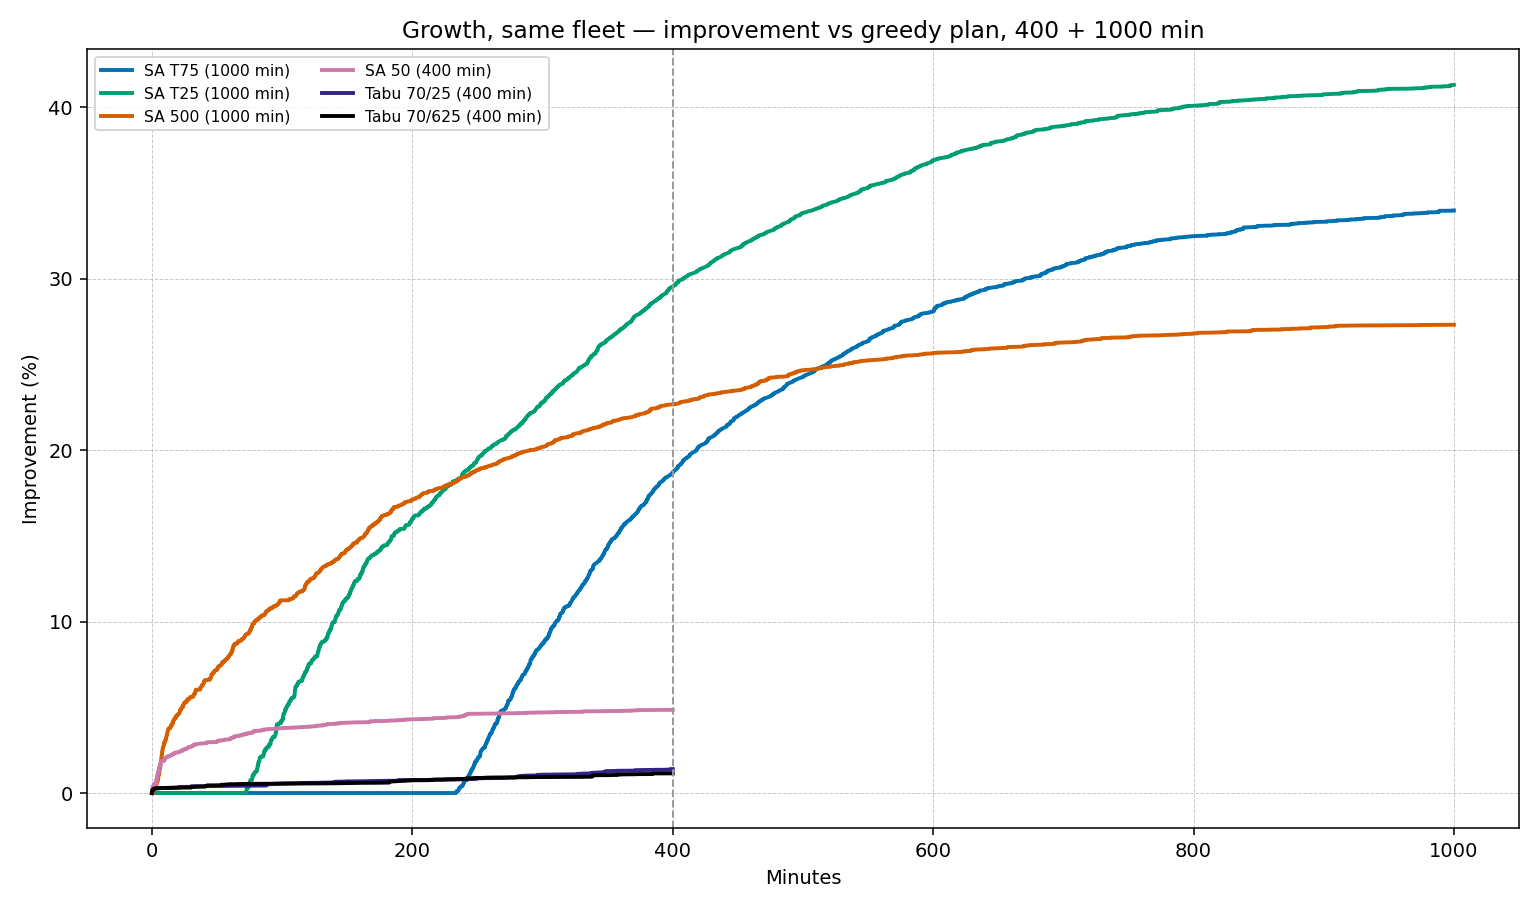 Growth, same fleet — improvement vs greedy plan, 400 + 1000 min
SA T75 (1000 min)
SA T25 (1000 min)
SA 500 (1000 min)
SA 50 (400 min)
Tabu 70/25 (400 min)
Tabu 70/625 (400 min)
Improvement (%)
40
30
20
10
0
0 200 400 600 800 1000
Minutes